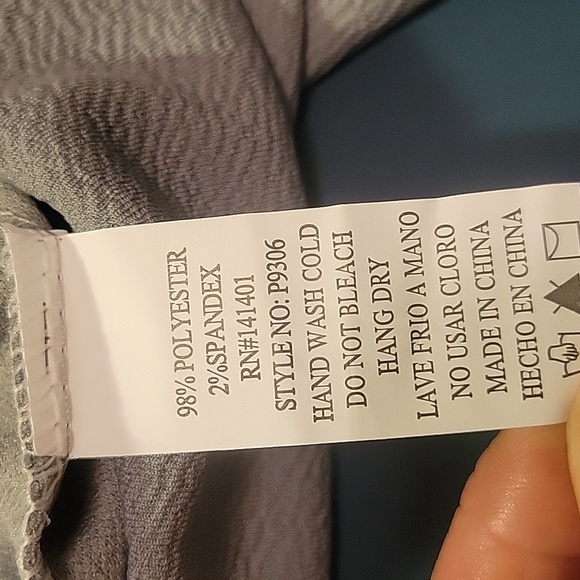 98% POLYESTER
2%SPANDEX
RN#141401
STYLE NO: P9306
HAND WASH COLD
DO NOT BLEACH
HANG DRY
LAVE FRIO A MANO
NO USAR CLORO
MADE IN CHINA
HECHO EN CHINA